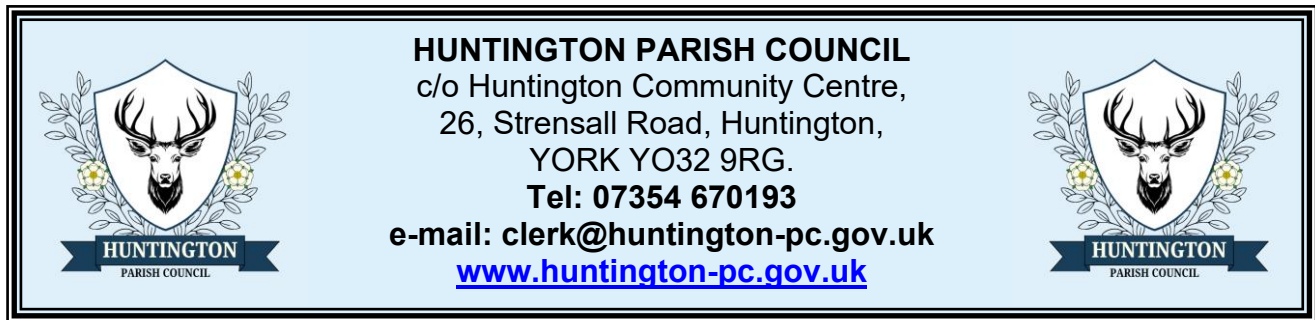 HUNTINGTON
PARISH COUNCIL
HUNTINGTON PARISH COUNCIL
c/o Huntington Community Centre,
26, Strensall Road, Huntington,
YORK YO32 9RG.
Tel: 07354 670193
e-mail: clerk@huntington-pc.gov.uk
www.huntington-pc.gov.uk
HUNTINGTON
PARISH COUNCIL